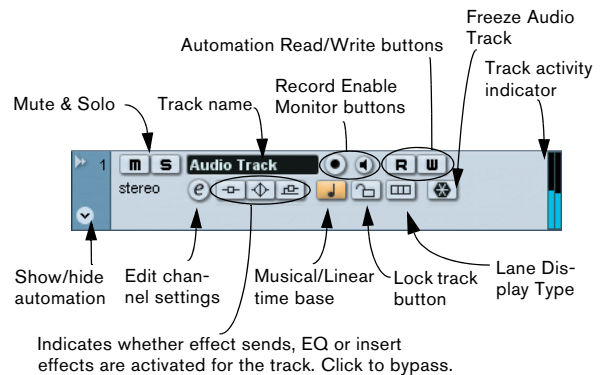 Freeze Audio
Track
Automation Read/Write buttons
Track activity
indicator
Record Enable
Monitor buttons
Mute & Solo
Track name
1
m S Audio Track R W
stereo e
Show/hide
automation
Edit chan-
nel settings
Musical/Linear
time base
Lock track
button
Lane Dis-
play Type
Indicates whether effect sends, EQ or insert
effects are activated for the track. Click to bypass.